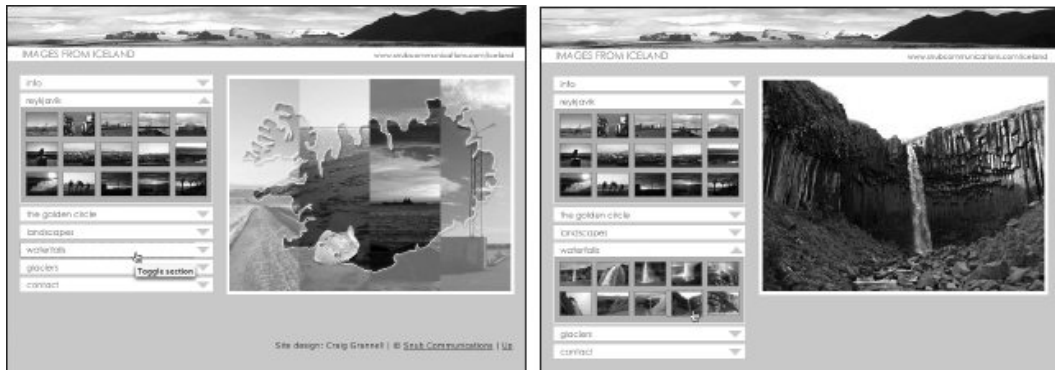 IMAGES FROM ICELAND
www.snubcommunications.com/iceland
info
reykjavik
the golden circle
landscapes
waterfalls
glaciers
Toggle section
contact
Site design: Craig Grannell | © Snub Communications | Up
IMAGES FROM ICELAND
www.snubcommunications.com/iceland
info
reykjavik
the golden circle
landscapes
waterfalls
glaciers
contact